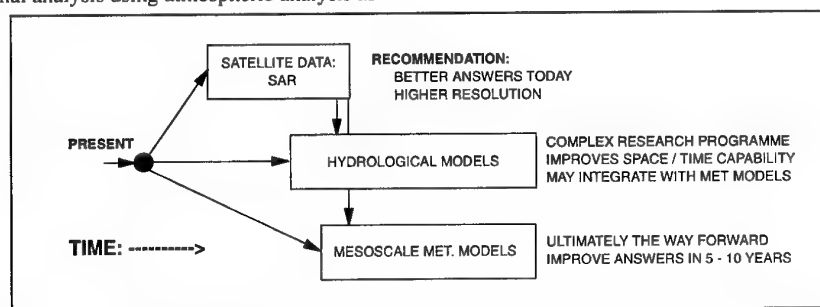 SATELLITE DATA:
SAR
RECOMMENDATION:
BETTER ANSWERS TODAY
HIGHER RESOLUTION
PRESENT
HYDROLOGICAL MODELS
COMPLEX RESEARCH PROGRAMME
IMPROVES SPACE / TIME CAPABILITY
MAY INTEGRATE WITH MET MODELS
TIME: ---------->
MESOSCALE MET. MODELS
ULTIMATELY THE WAY FORWARD
IMPROVE ANSWERS IN 5 - 10 YEARS